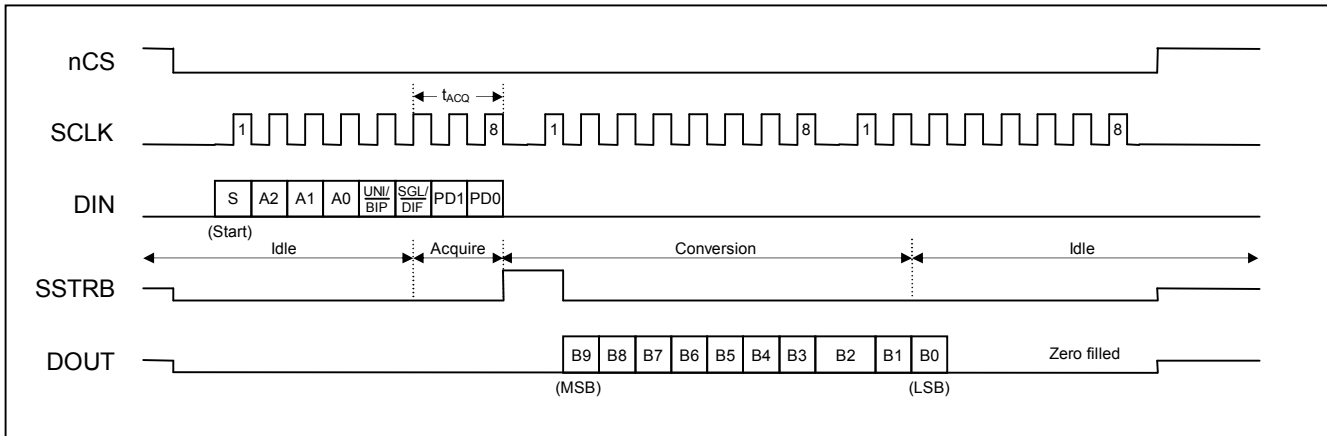 nCS
t_ACQ
SCLK 1 8 1 8 1 8
DIN S A2 A1 A0 UNI/BIP SGL/DIF PD1 PD0
(Start)
Idle Acquire Conversion Idle
SSTRB
DOUT B9 B8 B7 B6 B5 B4 B3 B2 B1 B0 Zero filled
(MSB) (LSB)